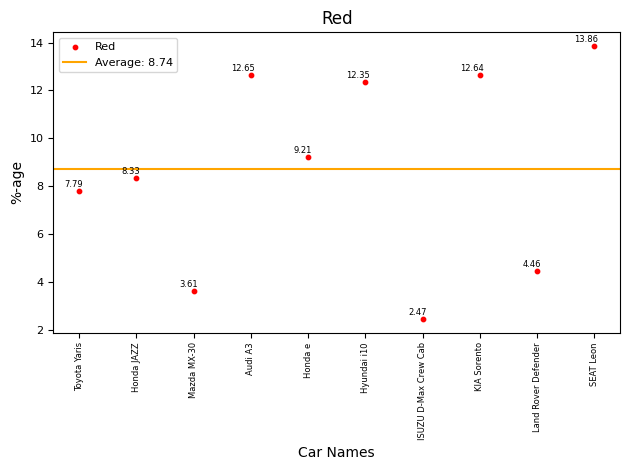 Red
Red
Average: 8.74
%-age
14
12
10
8
6
4
2
7.79
8.33
3.61
12.65
9.21
12.35
2.47
12.64
4.46
13.86
Toyota Yaris
Honda JAZZ
Mazda MX-30
Audi A3
Honda e
Hyundai i10
ISUZU D-Max Crew Cab
KIA Sorento
Land Rover Defender
SEAT Leon
Car Names